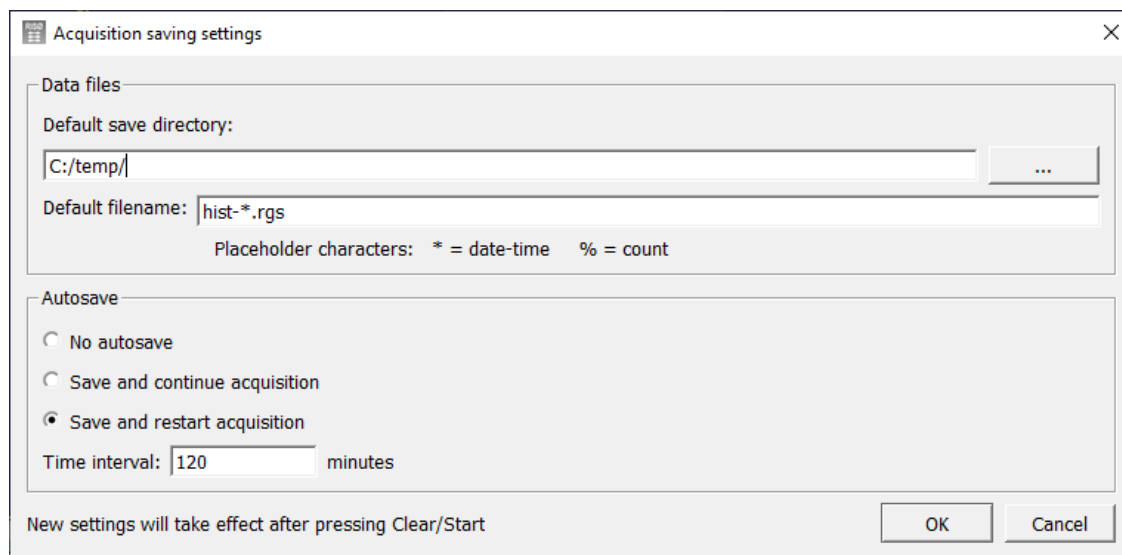 RISØ
Acquisition saving settings
Data files
Default save directory:
C:/temp/
...
Default filename: hist-*.rgs
Placeholder characters: * = date-time % = count
Autosave
No autosave
Save and continue acquisition
Save and restart acquisition
Time interval: 120 minutes
New settings will take effect after pressing Clear/Start
OK Cancel